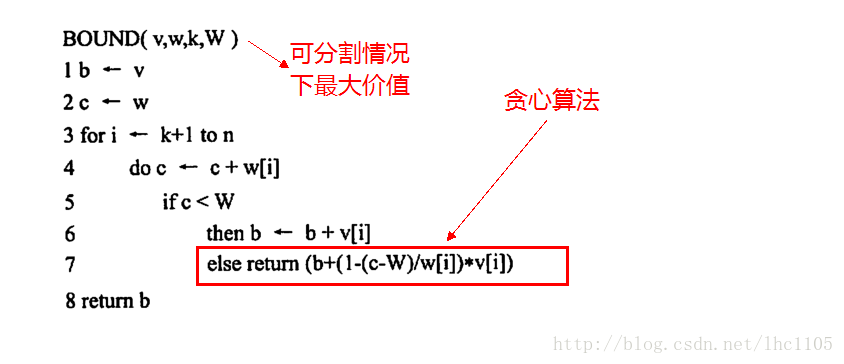 BOUND( v,w,k,W )
可分割情况
下最大价值
1 b ← v
2 c ← w
贪心算法
3 for i ← k+1 to n
4 do c ← c + w[i]
5 if c < W
6 then b ← b + v[i]
7 else return (b+(1-(c-W)/w[i])*v[i])
8 return b
http://blog.csdn.net/lhc1105